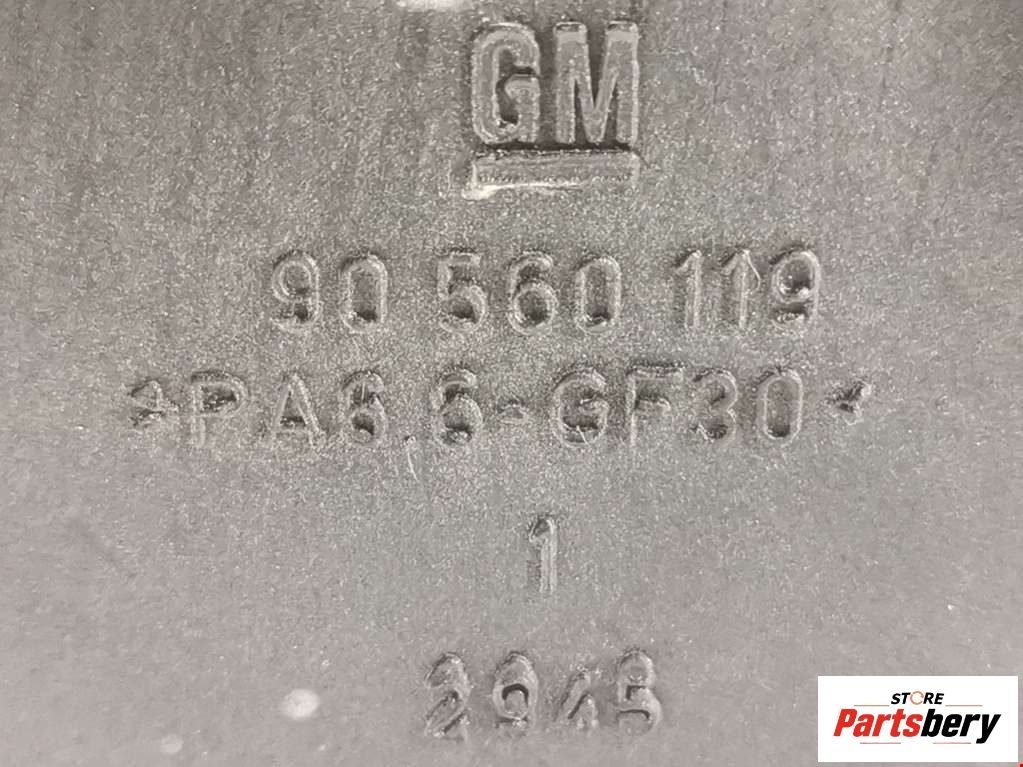 GM
90 560 119
>PA6.6-GF30<
1
STORE
Partsbery